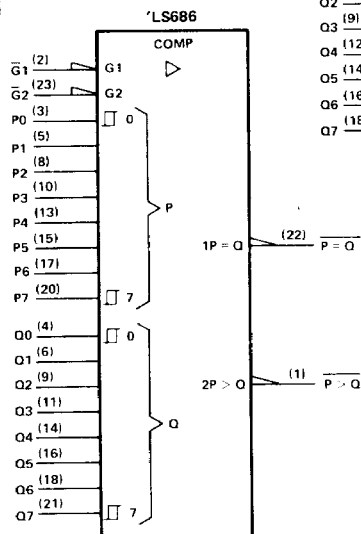 'LS686
COMP
G1 (2) G1
G2 (23) G2
P0 (3) 0
P1 (5)
P2 (8)
P3 (10)
P4 (13)
P5 (15)
P6 (17)
P7 (20) 7
P
Q0 (4) 0
Q1 (6)
Q2 (9)
Q3 (11)
Q4 (14)
Q5 (16)
Q6 (18)
Q7 (21) 7
Q
1P = Q (22) P = Q
2P > Q (1) P > Q
Q2
Q3 (9)
Q4 (12
Q5 (14
Q6 (16
Q7 (18